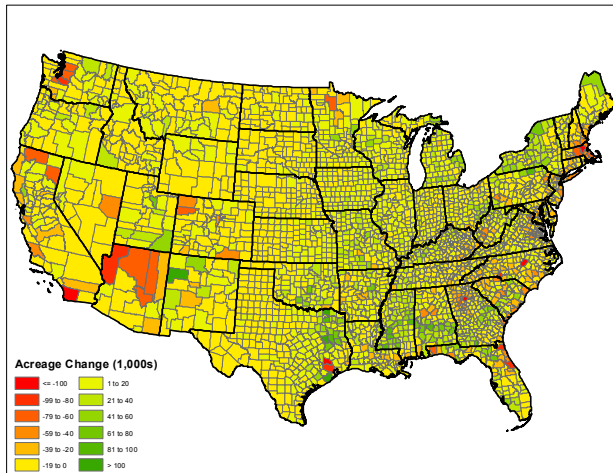 Acreage Change (1,000s)
<= -100 1 to 20
-99 to -80 21 to 40
-79 to -60 41 to 60
-59 to -40 61 to 80
-39 to -20 81 to 100
-19 to 0 > 100